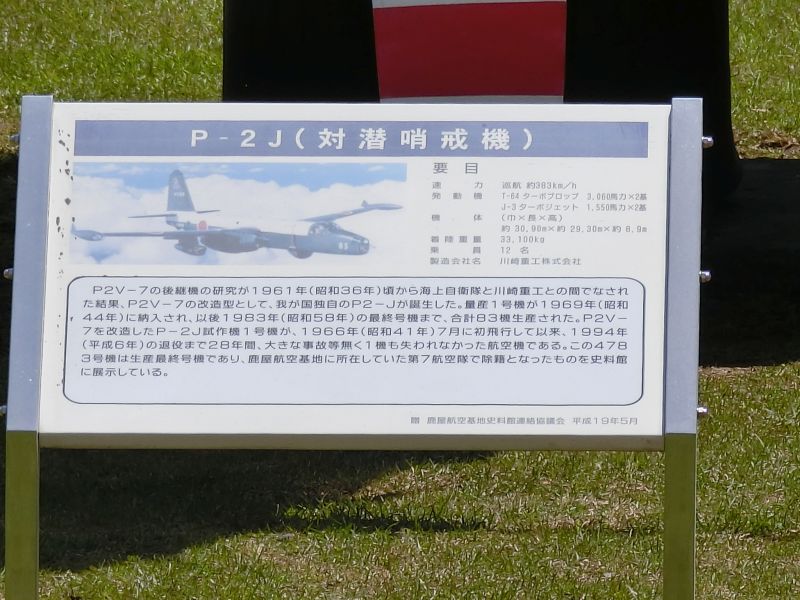 P-2J(対潜哨戒機)
要目
速力 巡航 約383km/h
発動機 T-64 ターボプロップ 3,060馬力×2基
J-3 ターボジェット 1,550馬力×2基
機体 (巾×長×高)
約 30,90m×約 29,30m×約 8,9m
着陸重量 33,100kg
乗員 12 名
製造会社名 川崎重工株式会社
P2V-7の後継機の研究が1961年(昭和36年)頃から海上自衛隊と川崎重工との間でなされ
た結果、P2V-7の改造型として、我が国独自のP2-Jが誕生した。量産1号機が1969年(昭和
44年)に納入され、以後1983年(昭和58年)の最終号機まで、合計83機生産された。P2V-
7を改造したP-2J試作機1号機が、1966年(昭和41年)7月に初飛行して以来、1994年
(平成6年)の退役まで28年間、大きな事故等無く1機も失われなかった航空機である。この478
3号機は生産最終号機であり、鹿屋航空基地に所在していた第7航空隊で除籍となったものを史料館
に展示している。
贈 鹿屋航空基地史料館連絡協議会 平成19年5月